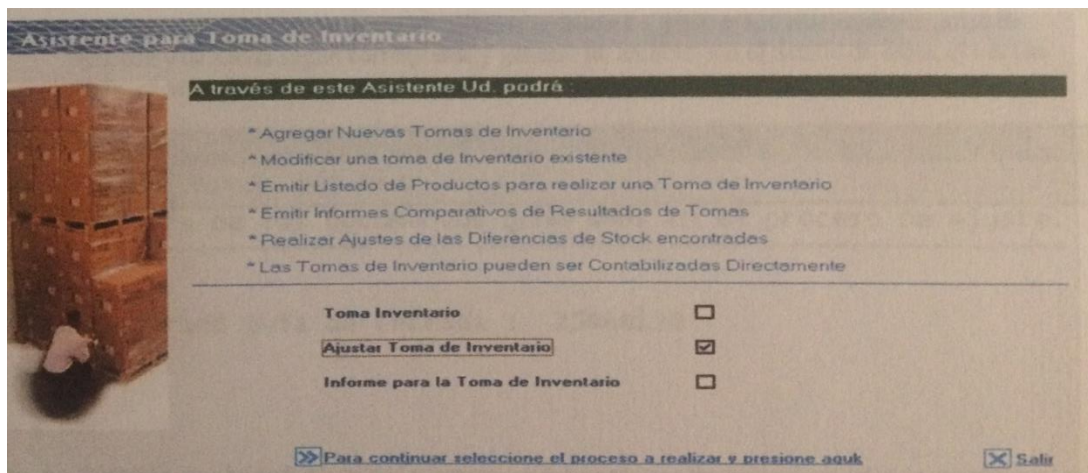 Asistente para Toma de Inventario
A través de este Asistente Ud. podrá :
* Agregar Nuevas Tomas de Inventario
* Modificar una toma de Inventario existente
* Emitir Listado de Productos para realizar una Toma de Inventario
* Emitir Informes Comparativos de Resultados de Tomas
* Realizar Ajustes de las Diferencias de Stock encontradas
* Las Tomas de Inventario pueden ser Contabilizadas Directamente
Toma Inventario
Ajustar Toma de Inventario
Informe para la Toma de Inventario
Para continuar seleccione el proceso a realizar y presione aquk
Salir